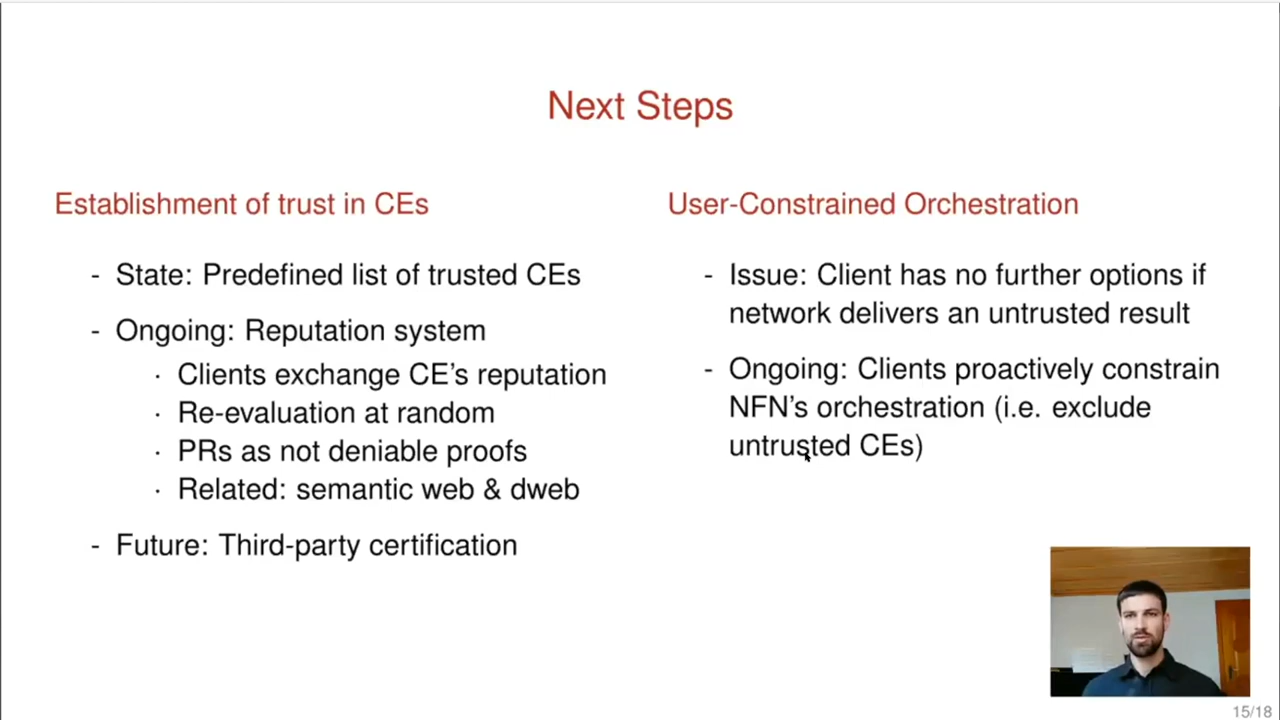 Next Steps
Establishment of trust in CEs
- State: Predefined list of trusted CEs
- Ongoing: Reputation system
· Clients exchange CE's reputation
· Re-evaluation at random
· PRs as not deniable proofs
· Related: semantic web & dweb
- Future: Third-party certification
User-Constrained Orchestration
- Issue: Client has no further options if
network delivers an untrusted result
- Ongoing: Clients proactively constrain
NFN's orchestration (i.e. exclude
untrusted CEs)
15/18